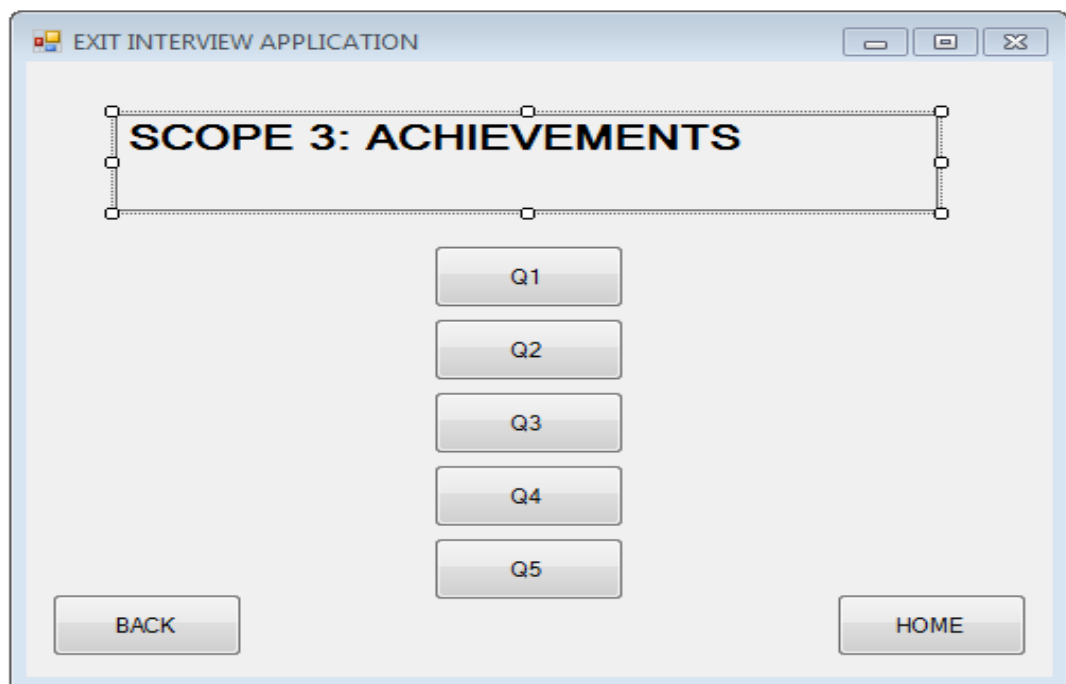 EXIT INTERVIEW APPLICATION
SCOPE 3: ACHIEVEMENTS
Q1
Q2
Q3
Q4
Q5
BACK
HOME